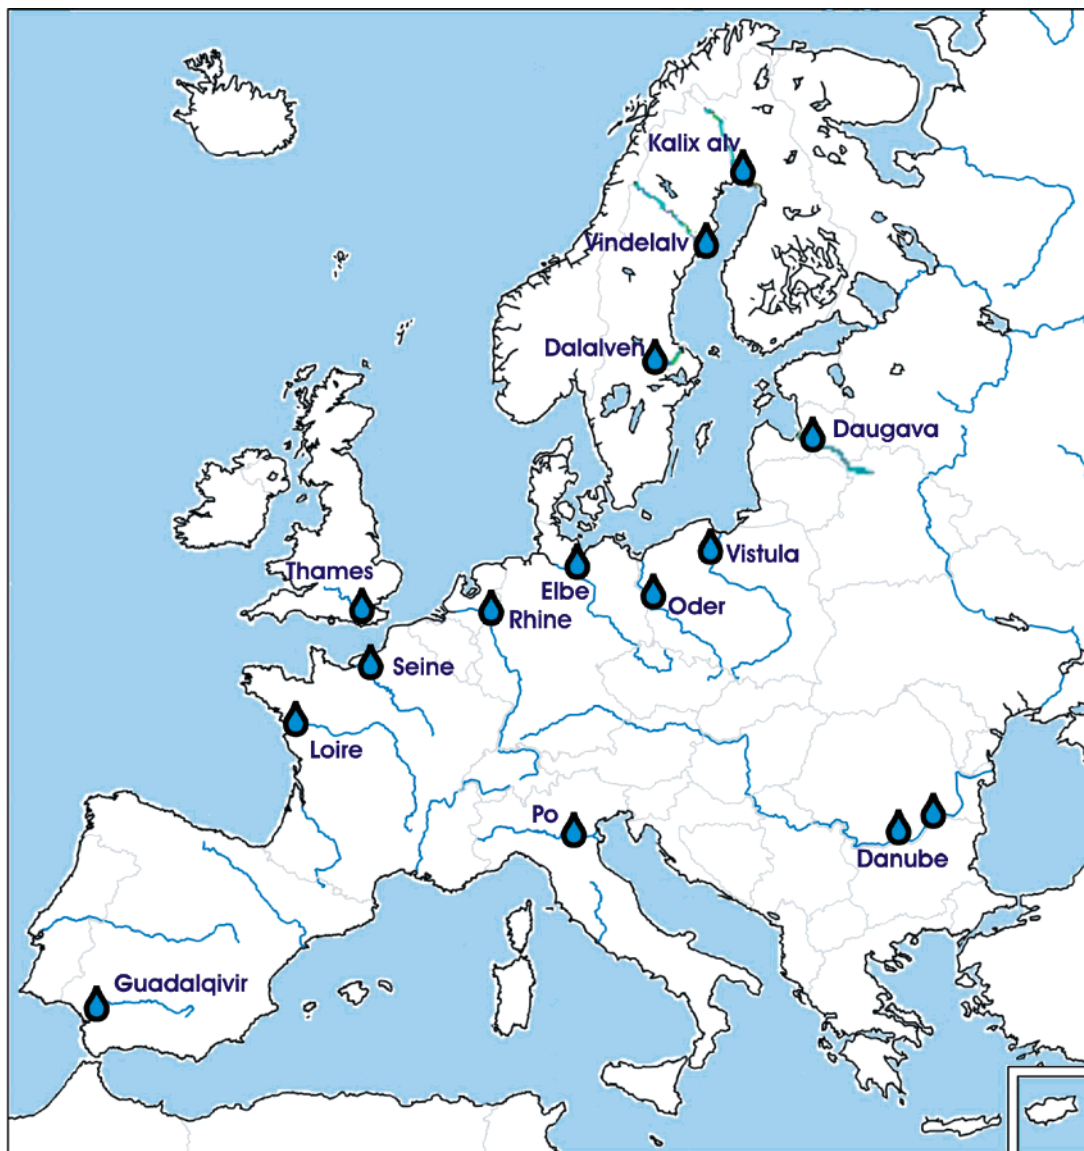 Kalix alv
Vindelalv
Dalalven
Daugava
Vistula
Thames
Elbe
Oder
Rhine
Seine
Loire
Po
Danube
Guadalqivir